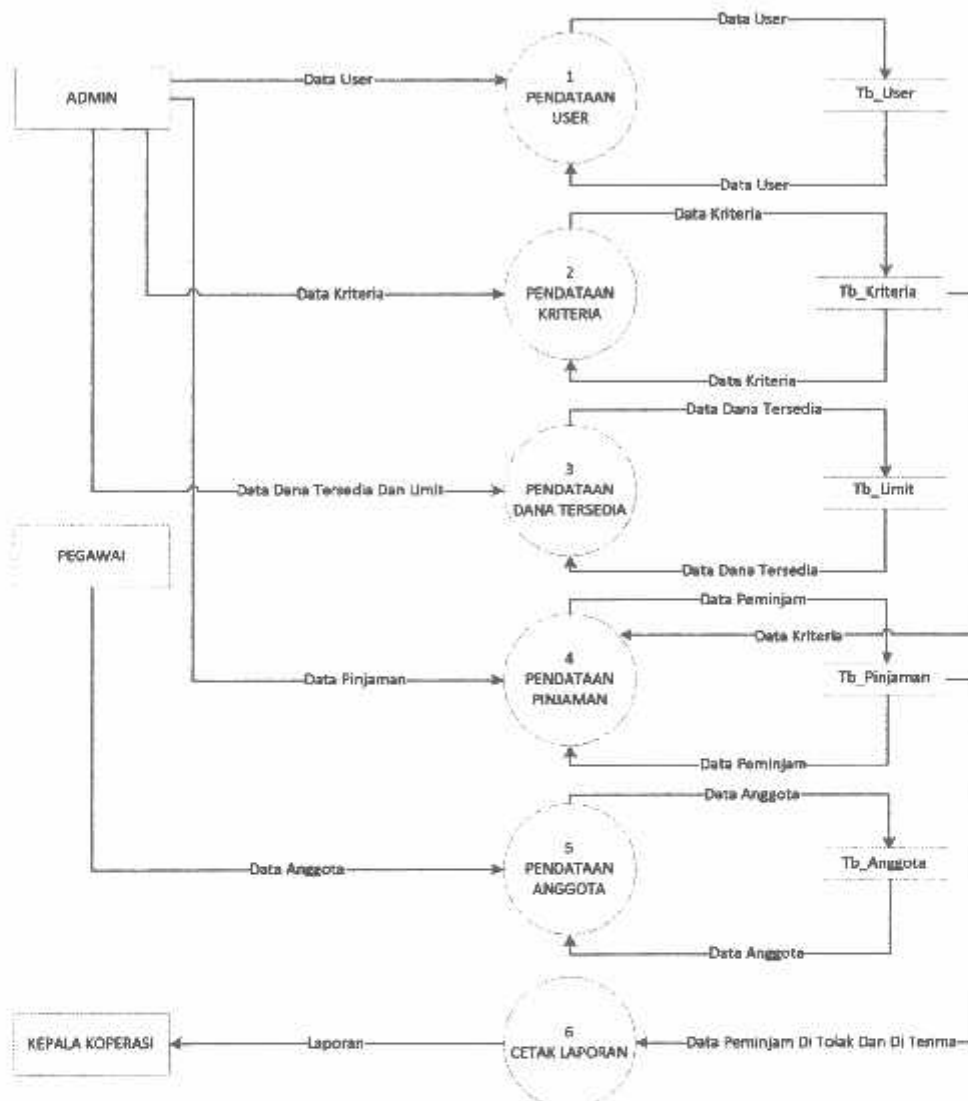 Data User
ADMIN
Data User
1
PENDATAAN
USER
Tb_User
Data User
Data Kriteria
Data Kriteria
2
PENDATAAN
KRITERIA
Tb_Kriteria
Data Kriteria
Data Dana Tersedia
Data Dana Tersedia Dan Limit
3
PENDATAAN
DANA TERSEDIA
Tb_Limit
PEGAWAI
Data Dana Tersedia
Data Peminjam
Data Kriteria
Data Pinjaman
4
PENDATAAN
PINJAMAN
Tb_Pinjaman
Data Peminjam
Data Anggota
Data Anggota
5
PENDATAAN
ANGGOTA
Tb_Anggota
Data Anggota
KEPALA KOPERASI
Laporan
6
CETAK LAPORAN
Data Peminjam Di Tolak Dan Di Terima